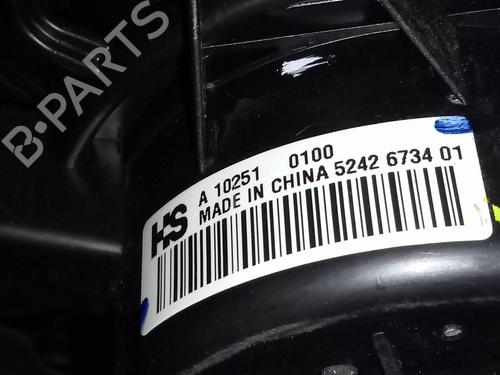 B-PARTS
HS
A 10251 0100
MADE IN CHINA 5242 6734 01